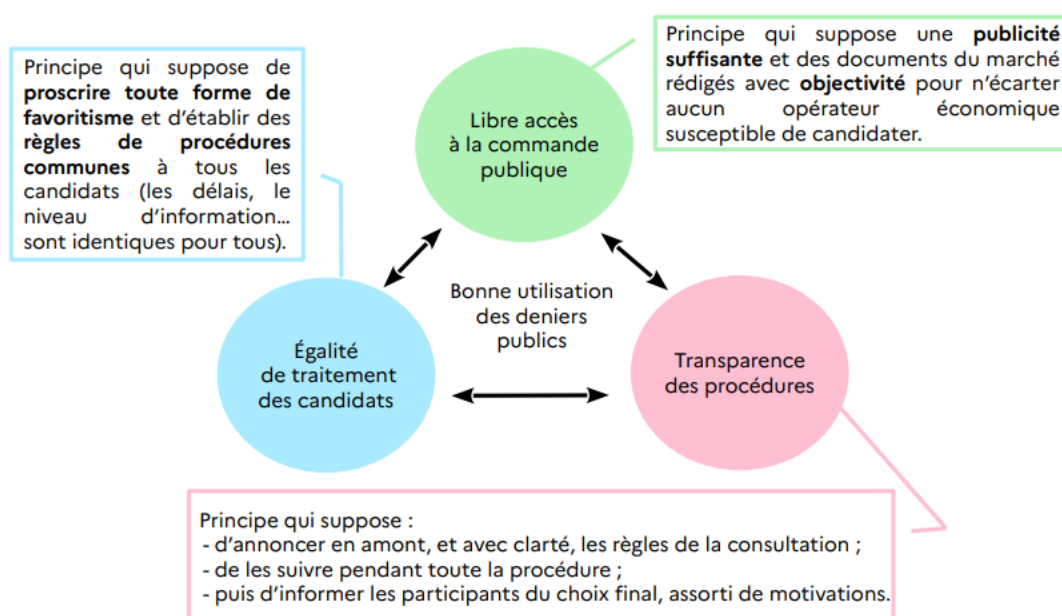 Principe qui suppose de
proscrire toute forme de
favoritisme et d'établir des
règles de procédures
communes à tous les
candidats (les délais, le
niveau d'information…
sont identiques pour tous).
Libre accès
à la commande
publique
Principe qui suppose une publicité
suffisante et des documents du marché
rédigés avec objectivité pour n'écarter
aucun opérateur économique
susceptible de candidater.
Bonne utilisation
des deniers
publics
Égalité
de traitement
des candidats
Transparence
des procédures
Principe qui suppose :
- d'annoncer en amont, et avec clarté, les règles de la consultation ;
- de les suivre pendant toute la procédure ;
- puis d'informer les participants du choix final, assorti de motivations.